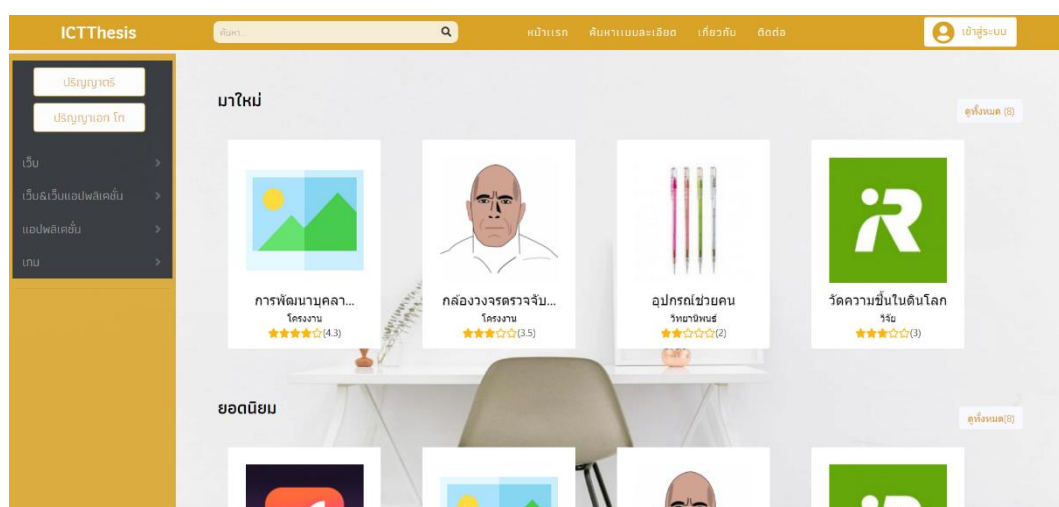 ICTThesis
ค้นหา...
หน้าแรก ค้นหาแบบละเอียด เกี่ยวกับ ติดต่อ
เข้าสู่ระบบ
ปริญญาตรี
ปริญญาเอก โท
เว็บ
เว็บ&เว็บแอปพลิเคชั่น
แอปพลิเคชั่น
เกม
มาใหม่
ดูทั้งหมด (8)
การพัฒนาบุคลา...
โครงงาน
(4.3)
กล้องวงจรตรวจจับ...
โครงงาน
(3.5)
อุปกรณ์ช่วยคน
วิทยานิพนธ์
(2)
วัดความชื้นในดินโลก
วิจัย
(3)
ยอดนิยม
ดูทั้งหมด(8)